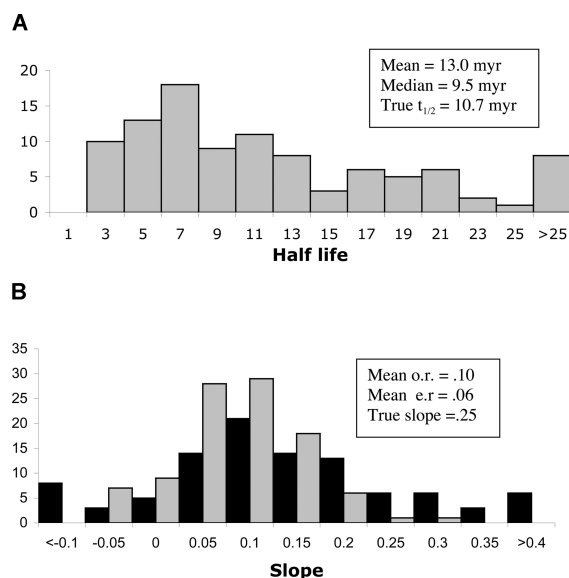 A
Mean = 13.0 myr
Median = 9.5 myr
True t1/2 = 10.7 myr
20
15
10
5
0
1 3 5 7 9 11 13 15 17 19 21 23 25 >25
Half life
B
35
30
25
20
15
10
5
0
Mean o.r. = .10
Mean e.r = .06
True slope =.25
<-0.1 -0.05 0 0.05 0.1 0.15 0.2 0.25 0.3 0.35 >0.4
Slope